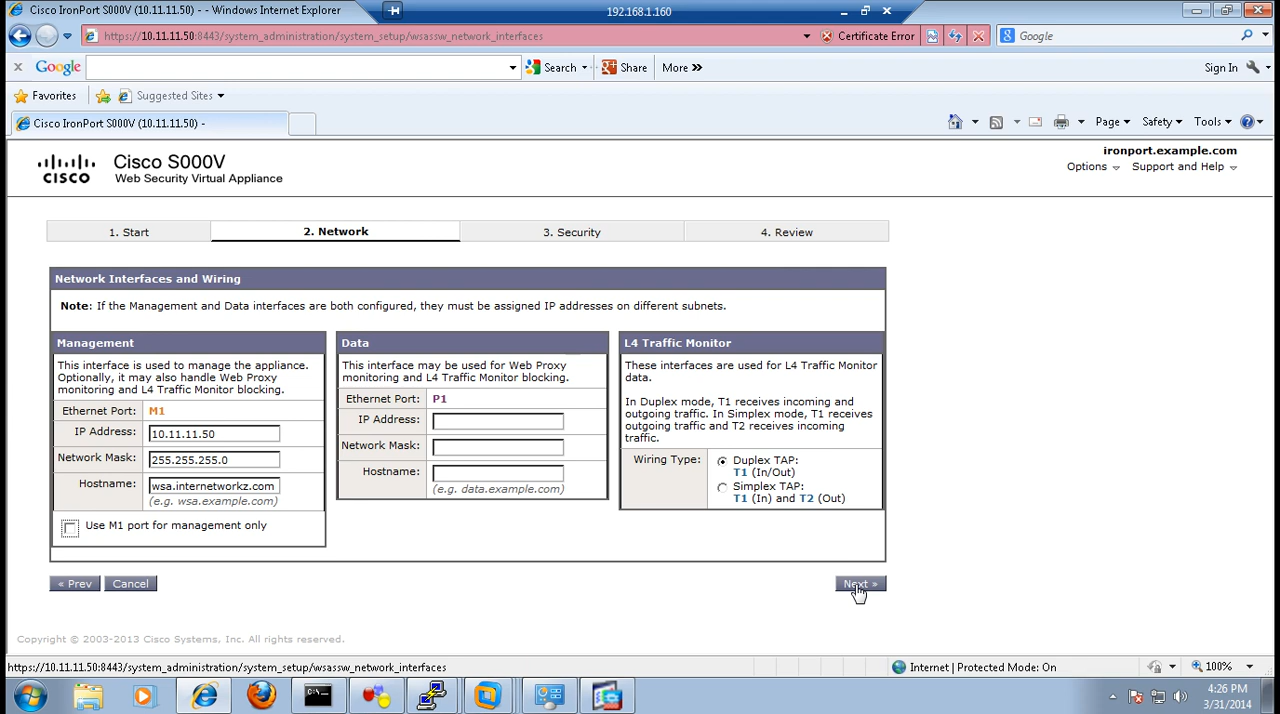 Cisco IronPort S000V (10.11.11.50) - - Windows Internet Explorer
192.168.1.160
https://10.11.11.50:8443/system_administration/system_setup/wsassw_network_interfaces
Certificate Error
Google
Google
Search
Share
More »
Sign In
Favorites
Suggested Sites
Cisco IronPort S000V (10.11.11.50) -
Page
Safety
Tools
CISCO
Cisco S000V
Web Security Virtual Appliance
ironport.example.com
Options
Support and Help
1. Start
2. Network
3. Security
4. Review
Network Interfaces and Wiring
Note: If the Management and Data interfaces are both configured, they must be assigned IP addresses on different subnets.
Management
This interface is used to manage the appliance.
Optionally, it may also handle Web Proxy
monitoring and L4 Traffic Monitor blocking.
Ethernet Port: M1
IP Address: 10.11.11.50
Network Mask: 255.255.255.0
Hostname: wsa.internetworkz.com
(e.g. wsa.example.com)
Use M1 port for management only
Data
This interface may be used for Web Proxy
monitoring and L4 Traffic Monitor blocking.
Ethernet Port: P1
IP Address:
Network Mask:
Hostname:
(e.g. data.example.com)
L4 Traffic Monitor
These interfaces are used for L4 Traffic Monitor
data.
In Duplex mode, T1 receives incoming and
outgoing traffic. In Simplex mode, T1 receives
outgoing traffic and T2 receives incoming
traffic.
Wiring Type: Duplex TAP:
T1 (In/Out)
Simplex TAP:
T1 (In) and T2 (Out)
« Prev
Cancel
Next »
Copyright © 2003-2013 Cisco Systems, Inc. All rights reserved.
https://10.11.11.50:8443/system_administration/system_setup/wsassw_network_interfaces
Internet | Protected Mode: On
100%
4:26 PM
3/31/2014